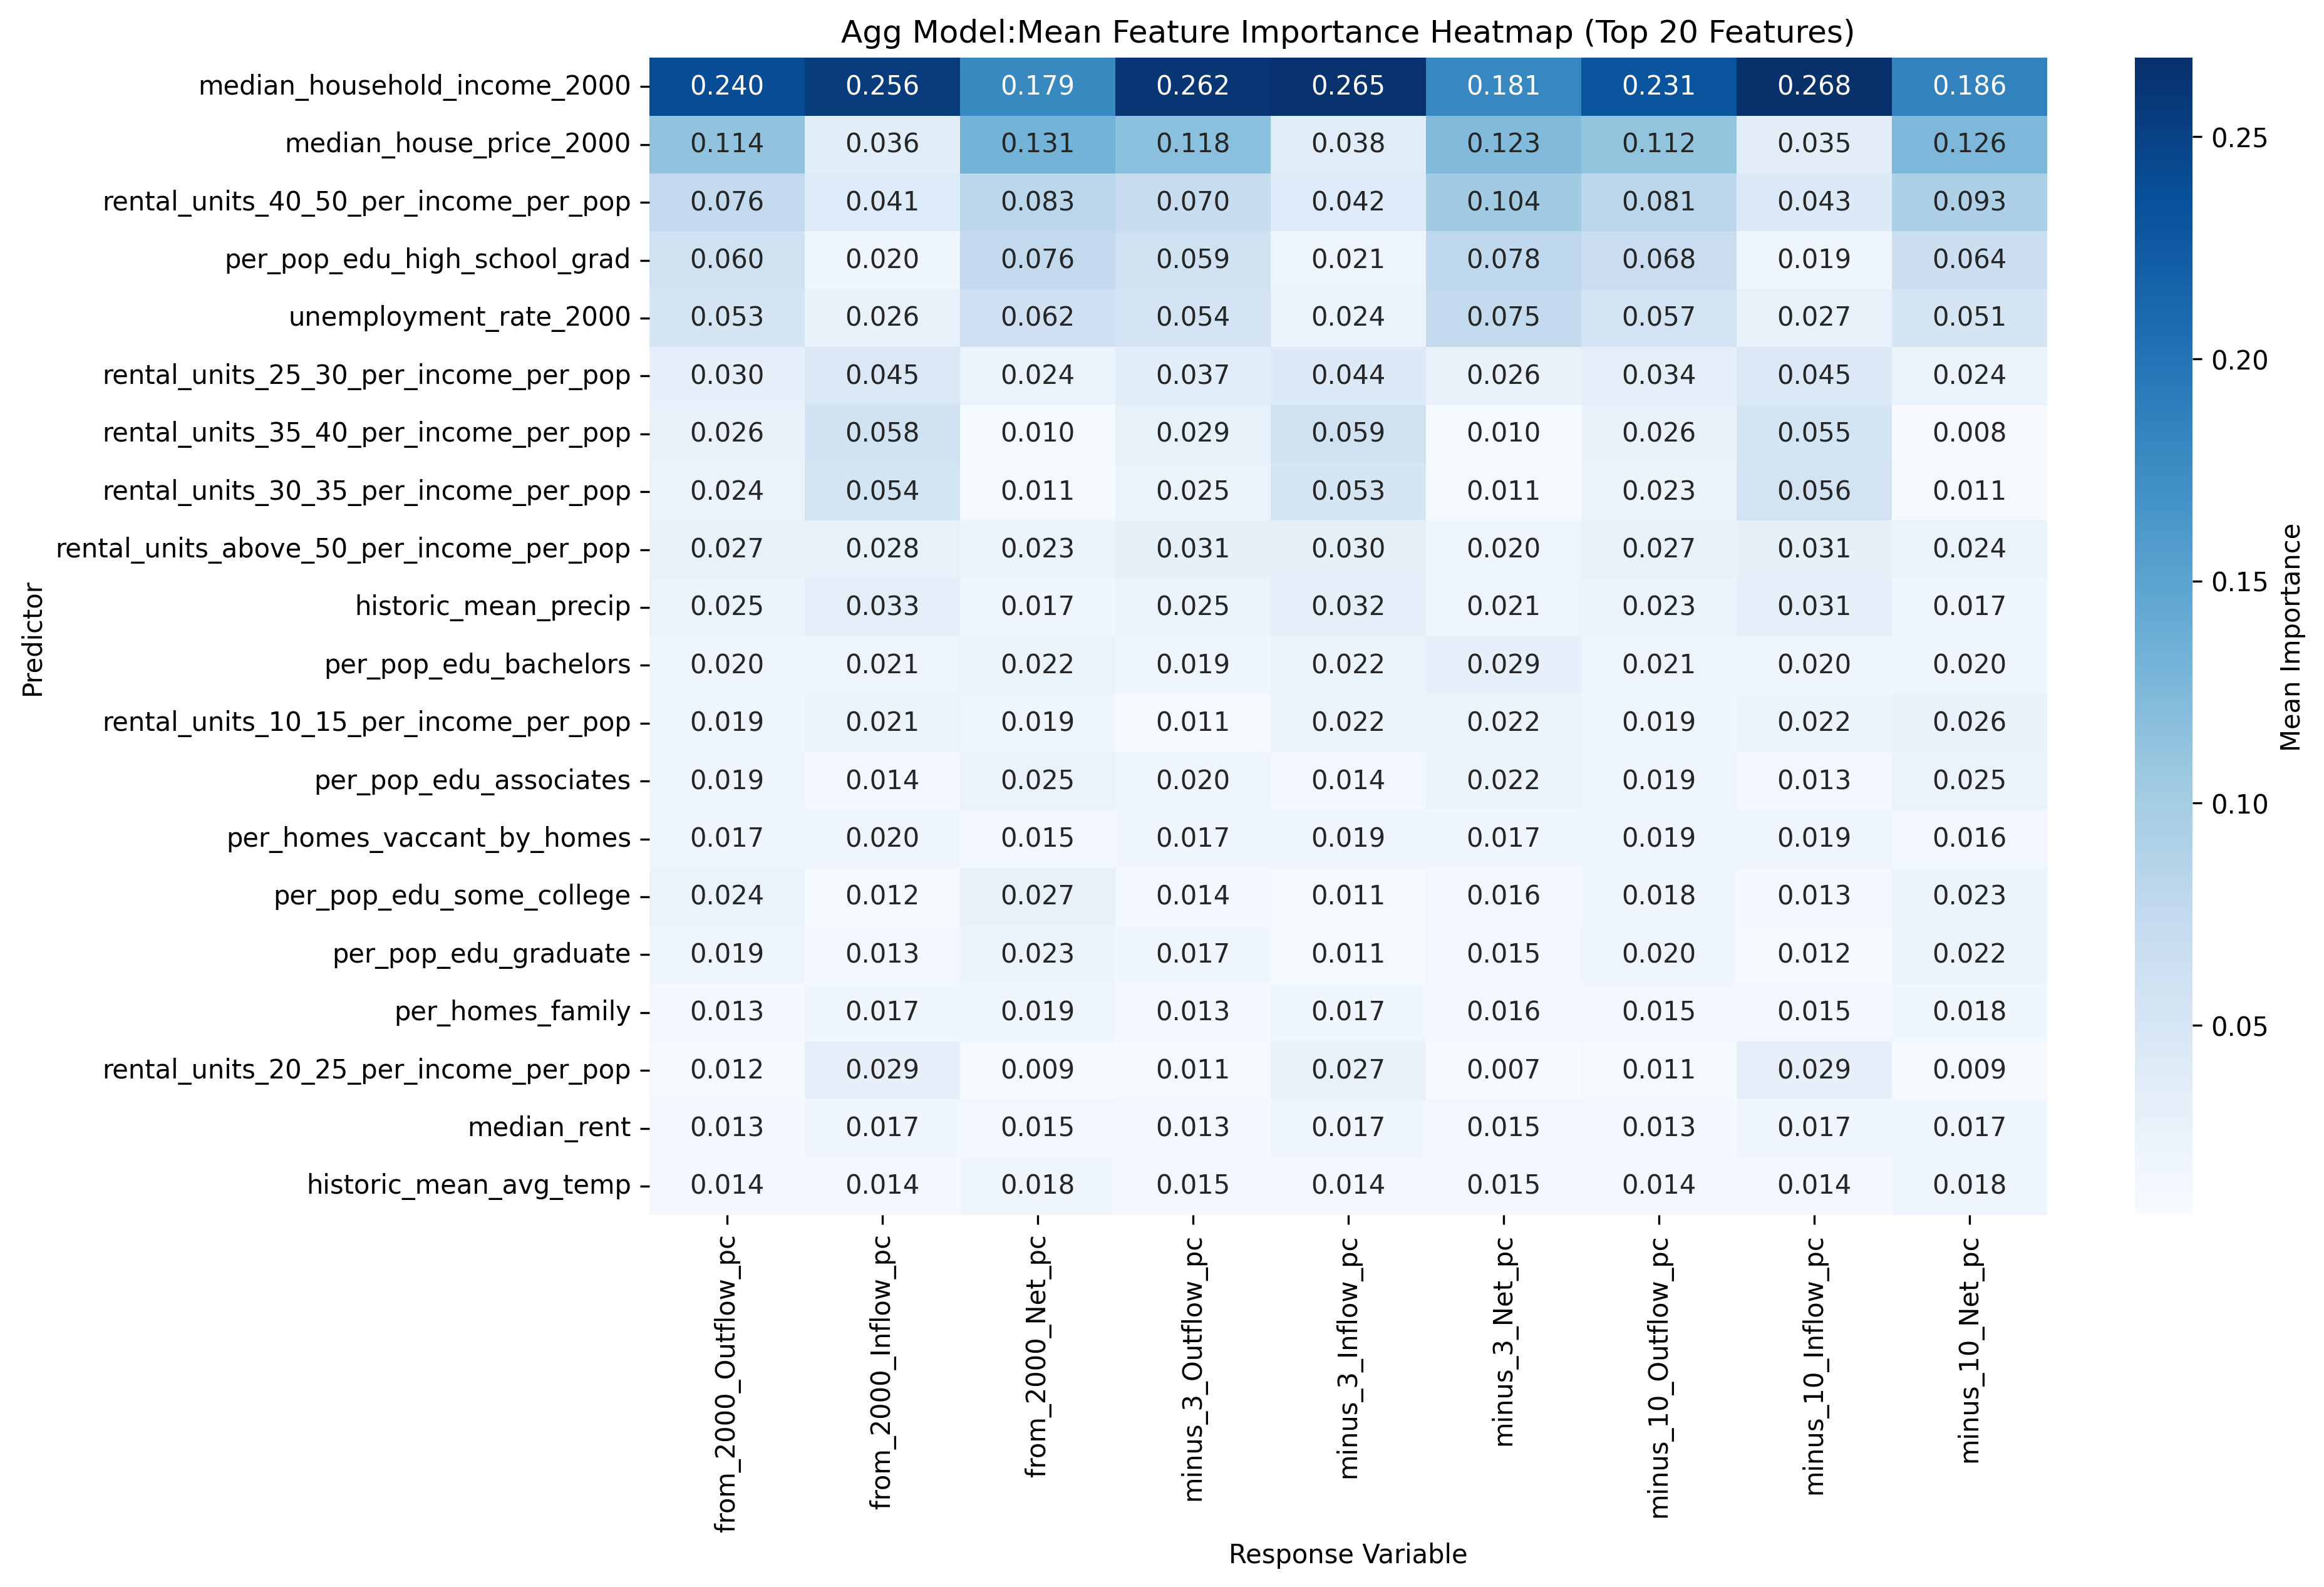 Agg Model:Mean Feature Importance Heatmap (Top 20 Features)
median_household_income_2000 0.240 0.256 0.179 0.262 0.265 0.181 0.231 0.268 0.186
median_house_price_2000 0.114 0.036 0.131 0.118 0.038 0.123 0.112 0.035 0.126
rental_units_40_50_per_income_per_pop 0.076 0.041 0.083 0.070 0.042 0.104 0.081 0.043 0.093
per_pop_edu_high_school_grad 0.060 0.020 0.076 0.059 0.021 0.078 0.068 0.019 0.064
unemployment_rate_2000 0.053 0.026 0.062 0.054 0.024 0.075 0.057 0.027 0.051
rental_units_25_30_per_income_per_pop 0.030 0.045 0.024 0.037 0.044 0.026 0.034 0.045 0.024
rental_units_35_40_per_income_per_pop 0.026 0.058 0.010 0.029 0.059 0.010 0.026 0.055 0.008
rental_units_30_35_per_income_per_pop 0.024 0.054 0.011 0.025 0.053 0.011 0.023 0.056 0.011
rental_units_above_50_per_income_per_pop 0.027 0.028 0.023 0.031 0.030 0.020 0.027 0.031 0.024
historic_mean_precip 0.025 0.033 0.017 0.025 0.032 0.021 0.023 0.031 0.017
per_pop_edu_bachelors 0.020 0.021 0.022 0.019 0.022 0.029 0.021 0.020 0.020
rental_units_10_15_per_income_per_pop 0.019 0.021 0.019 0.011 0.022 0.022 0.019 0.022 0.026
per_pop_edu_associates 0.019 0.014 0.025 0.020 0.014 0.022 0.019 0.013 0.025
per_homes_vaccant_by_homes 0.017 0.020 0.015 0.017 0.019 0.017 0.019 0.019 0.016
per_pop_edu_some_college 0.024 0.012 0.027 0.014 0.011 0.016 0.018 0.013 0.023
per_pop_edu_graduate 0.019 0.013 0.023 0.017 0.011 0.015 0.020 0.012 0.022
per_homes_family 0.013 0.017 0.019 0.013 0.017 0.016 0.015 0.015 0.018
rental_units_20_25_per_income_per_pop 0.012 0.029 0.009 0.011 0.027 0.007 0.011 0.029 0.009
median_rent 0.013 0.017 0.015 0.013 0.017 0.015 0.013 0.017 0.017
historic_mean_avg_temp 0.014 0.014 0.018 0.015 0.014 0.015 0.014 0.014 0.018
Predictor
from_2000_Outflow_pc
from_2000_Inflow_pc
from_2000_Net_pc
minus_3_Outflow_pc
minus_3_Inflow_pc
minus_3_Net_pc
minus_10_Outflow_pc
minus_10_Inflow_pc
minus_10_Net_pc
Response Variable
0.25
0.20
0.15
0.10
0.05
Mean Importance